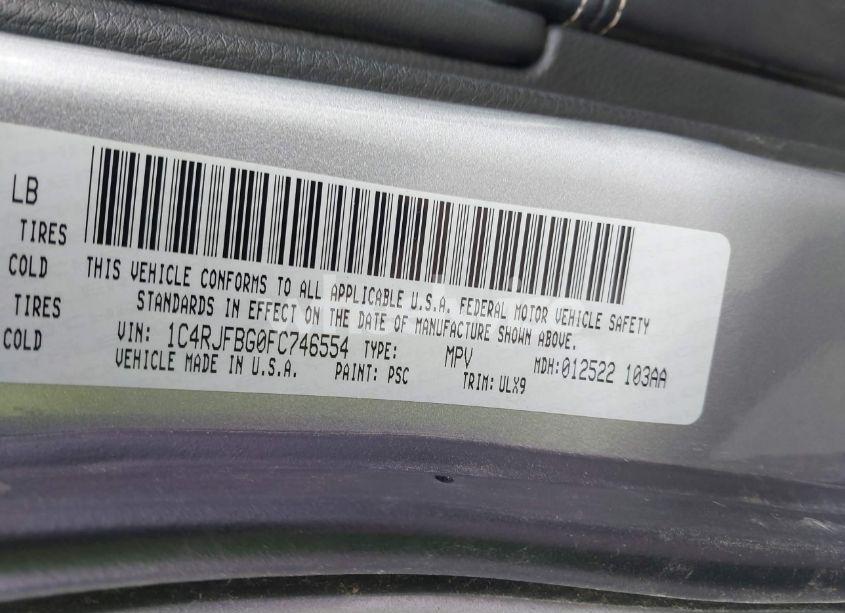 LB
TIRES
COLD
TIRES
COLD
THIS VEHICLE CONFORMS TO ALL APPLICABLE U.S.A. FEDERAL MOTOR VEHICLE SAFETY
STANDARDS IN EFFECT ON THE DATE OF MANUFACTURE SHOWN ABOVE.
VIN: 1C4RJFBG0FC746554 TYPE: MPV MDH: 012522 103AA
VEHICLE MADE IN U.S.A. PAINT: PSC TRIM: ULX9